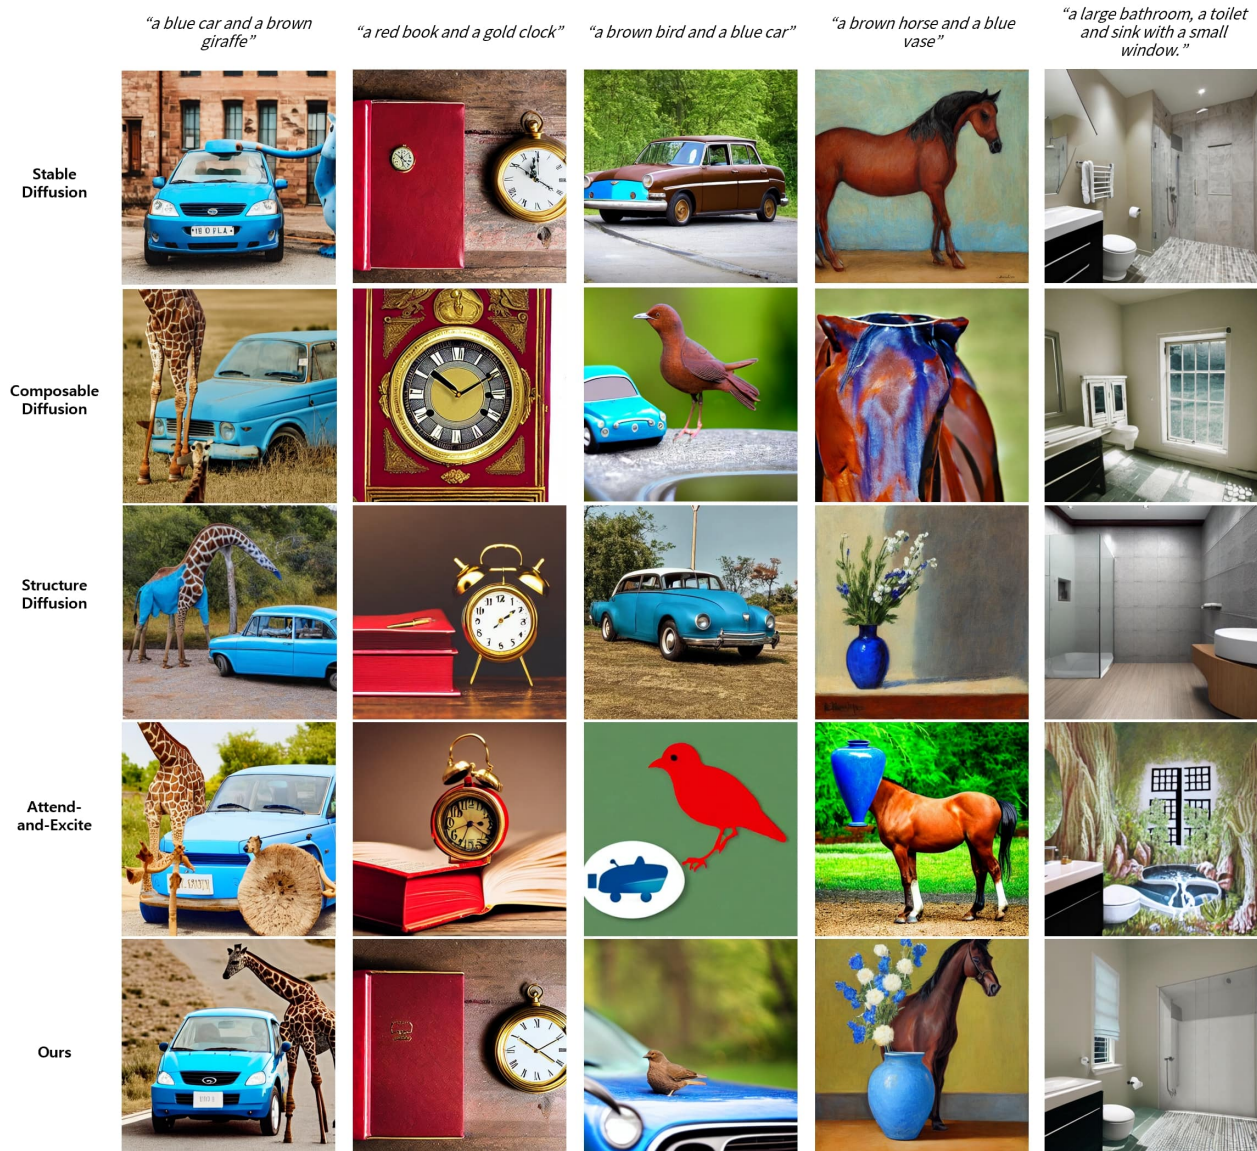 “a blue car and a brown
giraffe”
“a red book and a gold clock”
“a brown bird and a blue car”
“a brown horse and a blue
vase”
“a large bathroom, a toilet
and sink with a small
window.”
Stable
Diffusion
Composable
Diffusion
Structure
Diffusion
Attend-
and-Excite
Ours